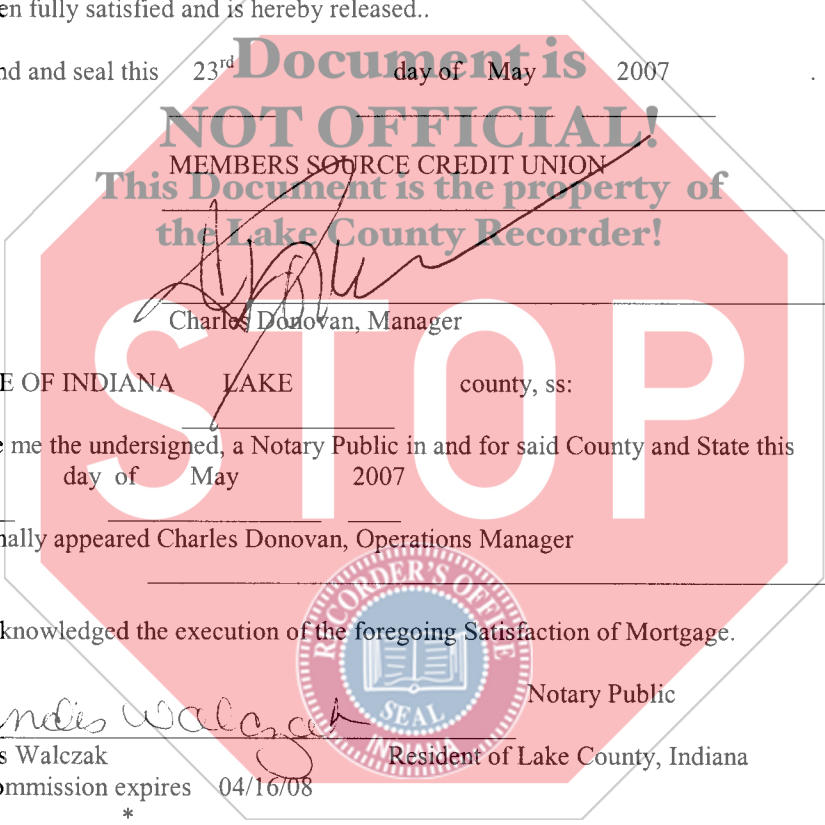 en fully satisfied and is hereby released..
nd and seal this 23rd day of May 2007 .
Document is
NOT OFFICIAL!
MEMBERS SOURCE CREDIT UNION
This Document is the property of
the Lake County Recorder!
Charles Donovan, Manager
STOP
E OF INDIANA LAKE county, ss:
e me the undersigned, a Notary Public in and for said County and State this
day of May 2007
nally appeared Charles Donovan, Operations Manager
knowledged the execution of the foregoing Satisfaction of Mortgage.
RECORDER'S OFFICE
SEAL
INDIANA
Notary Public
Walczak
s Walczak Resident of Lake County, Indiana
ommission expires 04/16/08
*